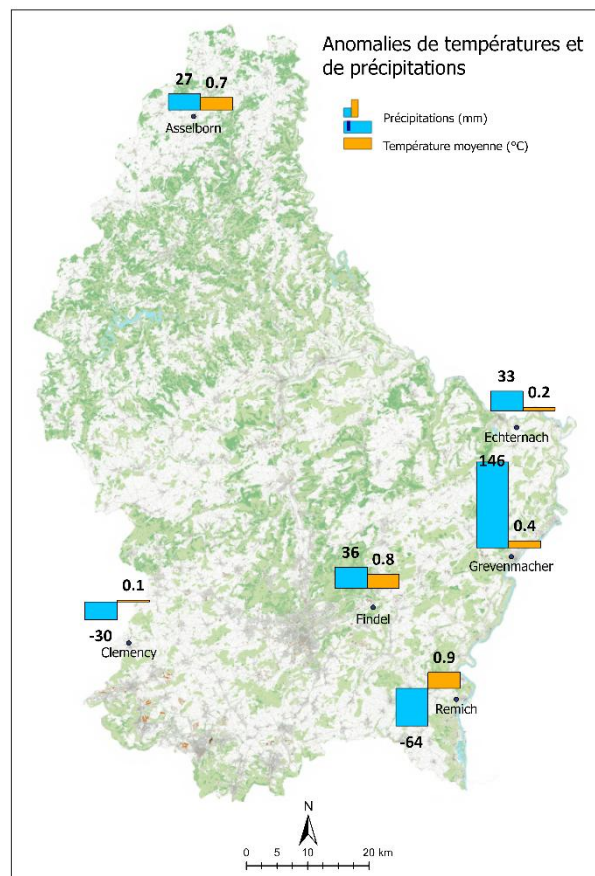 Anomalies de températures et
de précipitations
Précipitations (mm)
Température moyenne (°C)
27 0.7
Asselborn
33 0.2
Echternach
146
0.4
Grevenmacher
36 0.8
Findel
0.1
-30
Clemency
0.9
Remich
-64
N
0 5 10 20 km